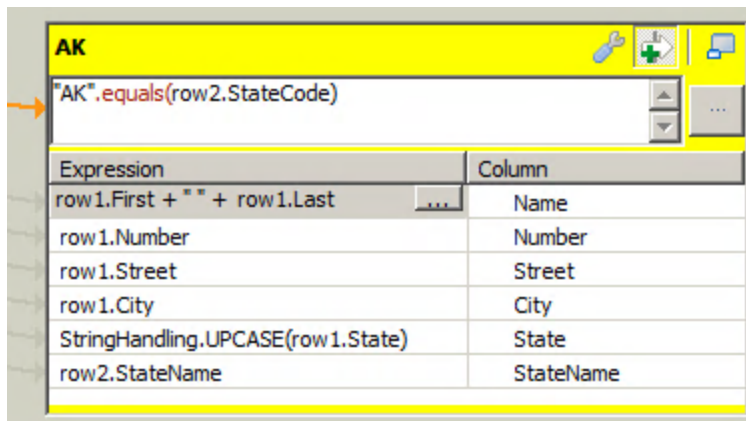 AK
"AK".equals(row2.StateCode)
...
Expression Column
row1.First + " " + row1.Last ... Name
row1.Number Number
row1.Street Street
row1.City City
StringHandling.UPCASE(row1.State) State
row2.StateName StateName